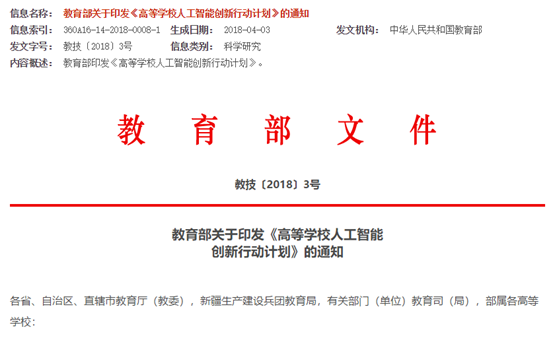 信息名称： 教育部关于印发《高等学校人工智能创新行动计划》的通知
信息索引： 360A16-14-2018-0008-1 生成日期： 2018-04-03 发文机构： 中华人民共和国教育部
发文字号： 教技〔2018〕3号 信息类别： 科学研究
内容概述： 教育部印发《高等学校人工智能创新行动计划》。
教育部文件
教技〔2018〕3号
教育部关于印发《高等学校人工智能
创新行动计划》的通知
各省、自治区、直辖市教育厅（教委），新疆生产建设兵团教育局，有关部门（单位）教育司（局），部属各高等
学校：